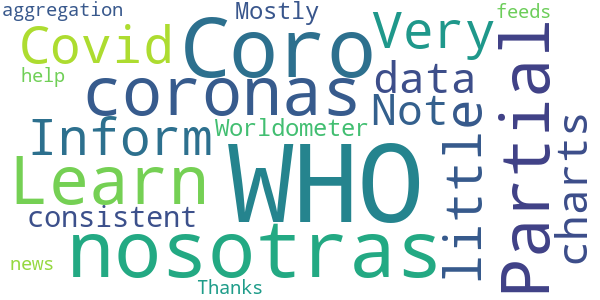 aggregation
Mostly
feeds
Covid
Coro
Very
help
coronas
data
Partial
Inform
Worldometer
Note
little
charts
Learn
WHO
consistent
nosotras
news
Thanks